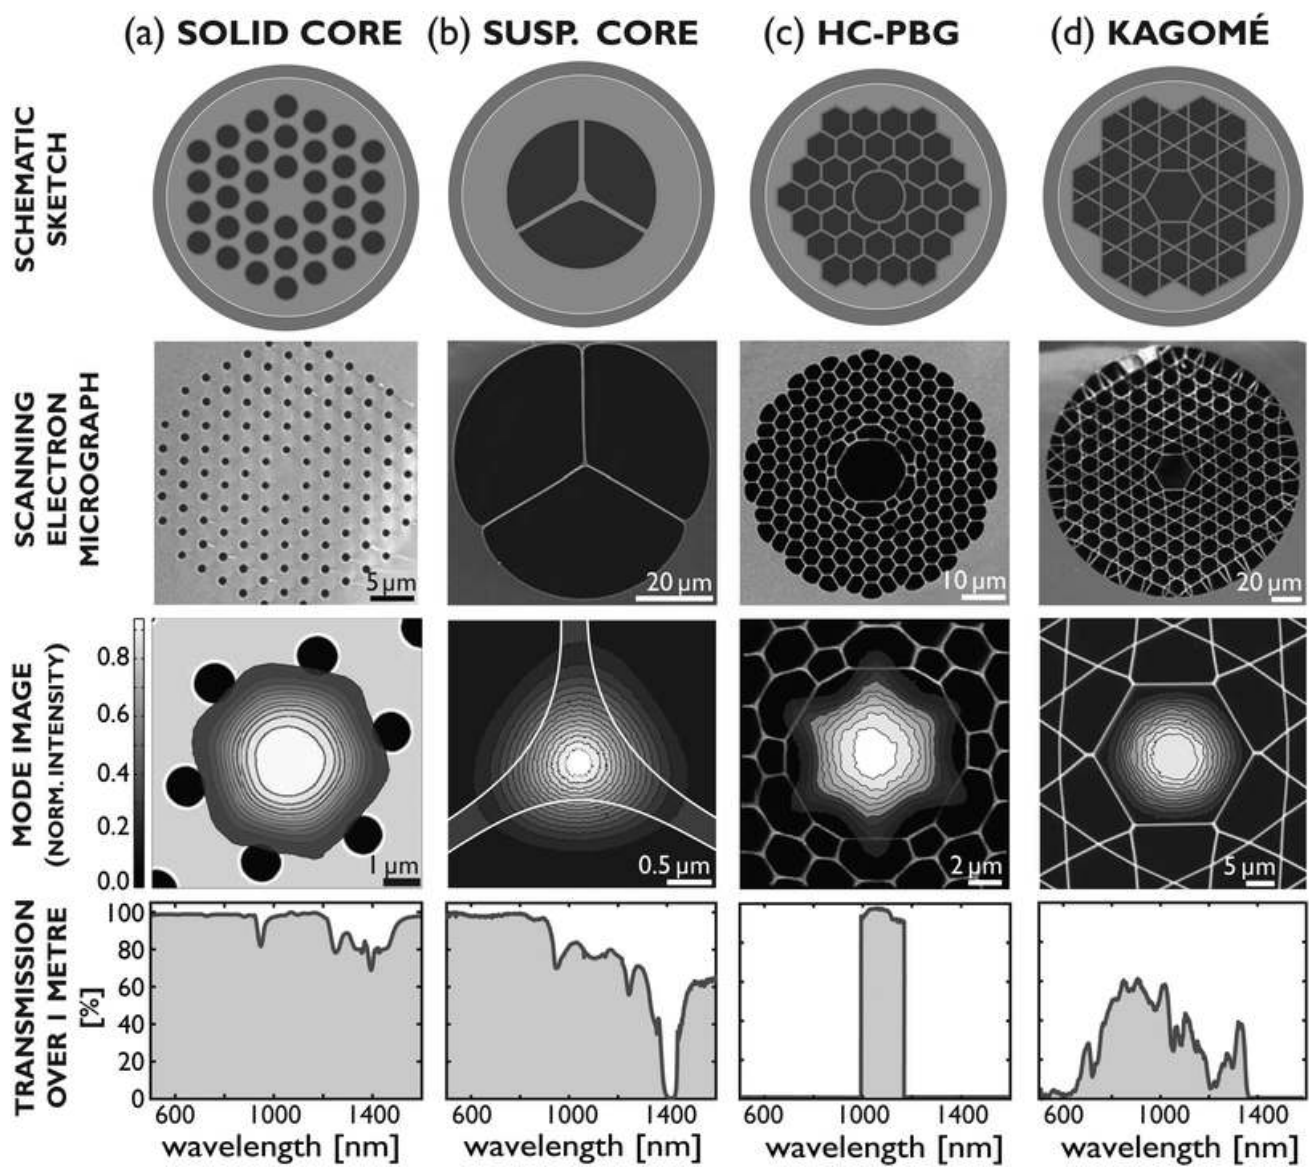 (a) SOLID CORE (b) SUSP. CORE (c) HC-PBG (d) KAGOMÉ
SCHEMATIC
SKETCH
SCANNING
ELECTRON
MICROGRAPH
5 µm 20 µm 10 µm 20 µm
MODE IMAGE
(NORM. INTENSITY)
0.8
0.4
0.2
0.0
1 µm 0.5 µm 2 µm 5 µm
TRANSMISSION
OVER 1 METRE
[%]
100
80
60
40
20
0
600 1000 1400 600 1000 1400 600 1000 1400 600 1000 1400
wavelength [nm] wavelength [nm] wavelength [nm] wavelength [nm]